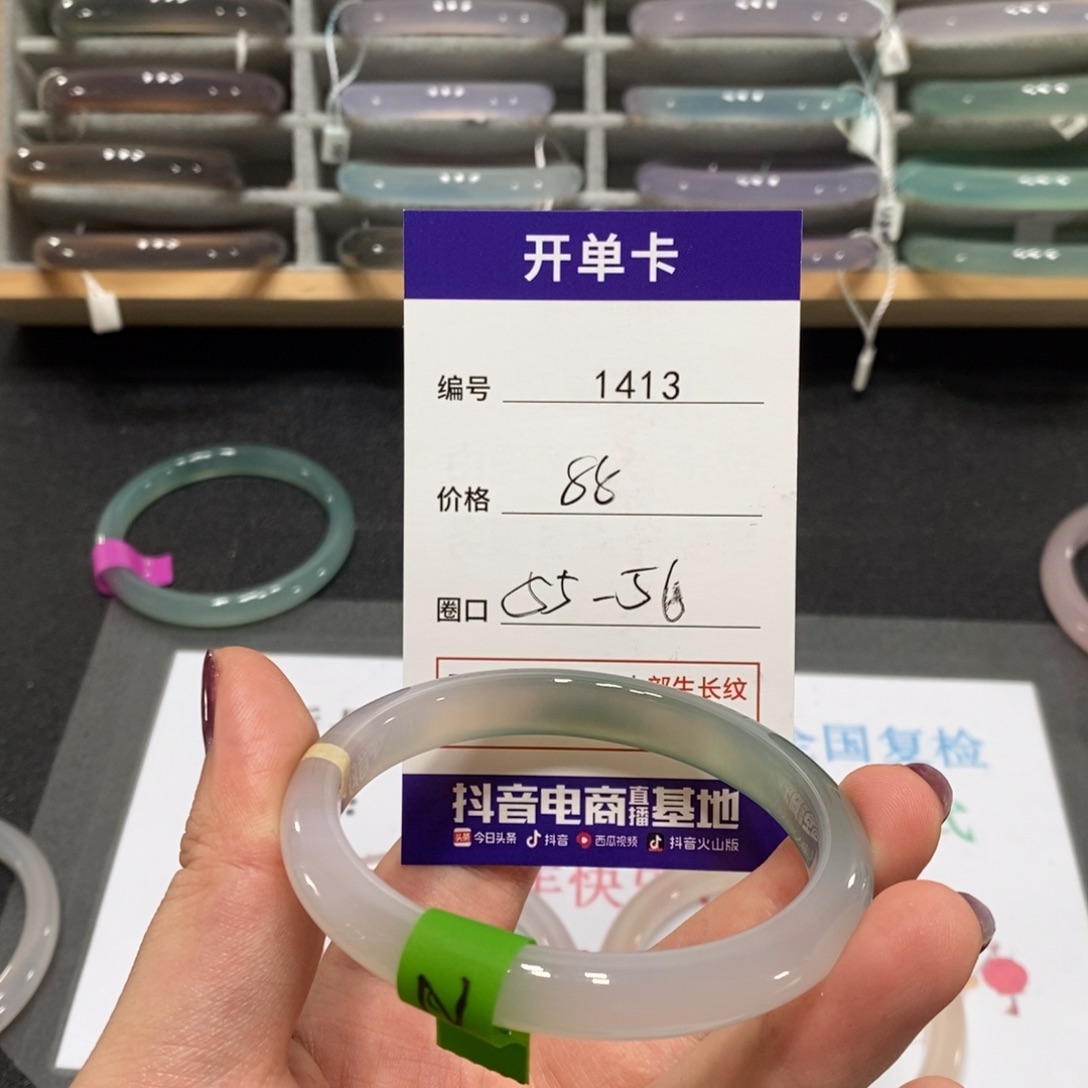 开单卡
编号 1413
价格 88
圈口 55-56
部生长纹
全国复检
抖音电商直播基地
头条 今日头条 抖音 西瓜视频 抖音火山版